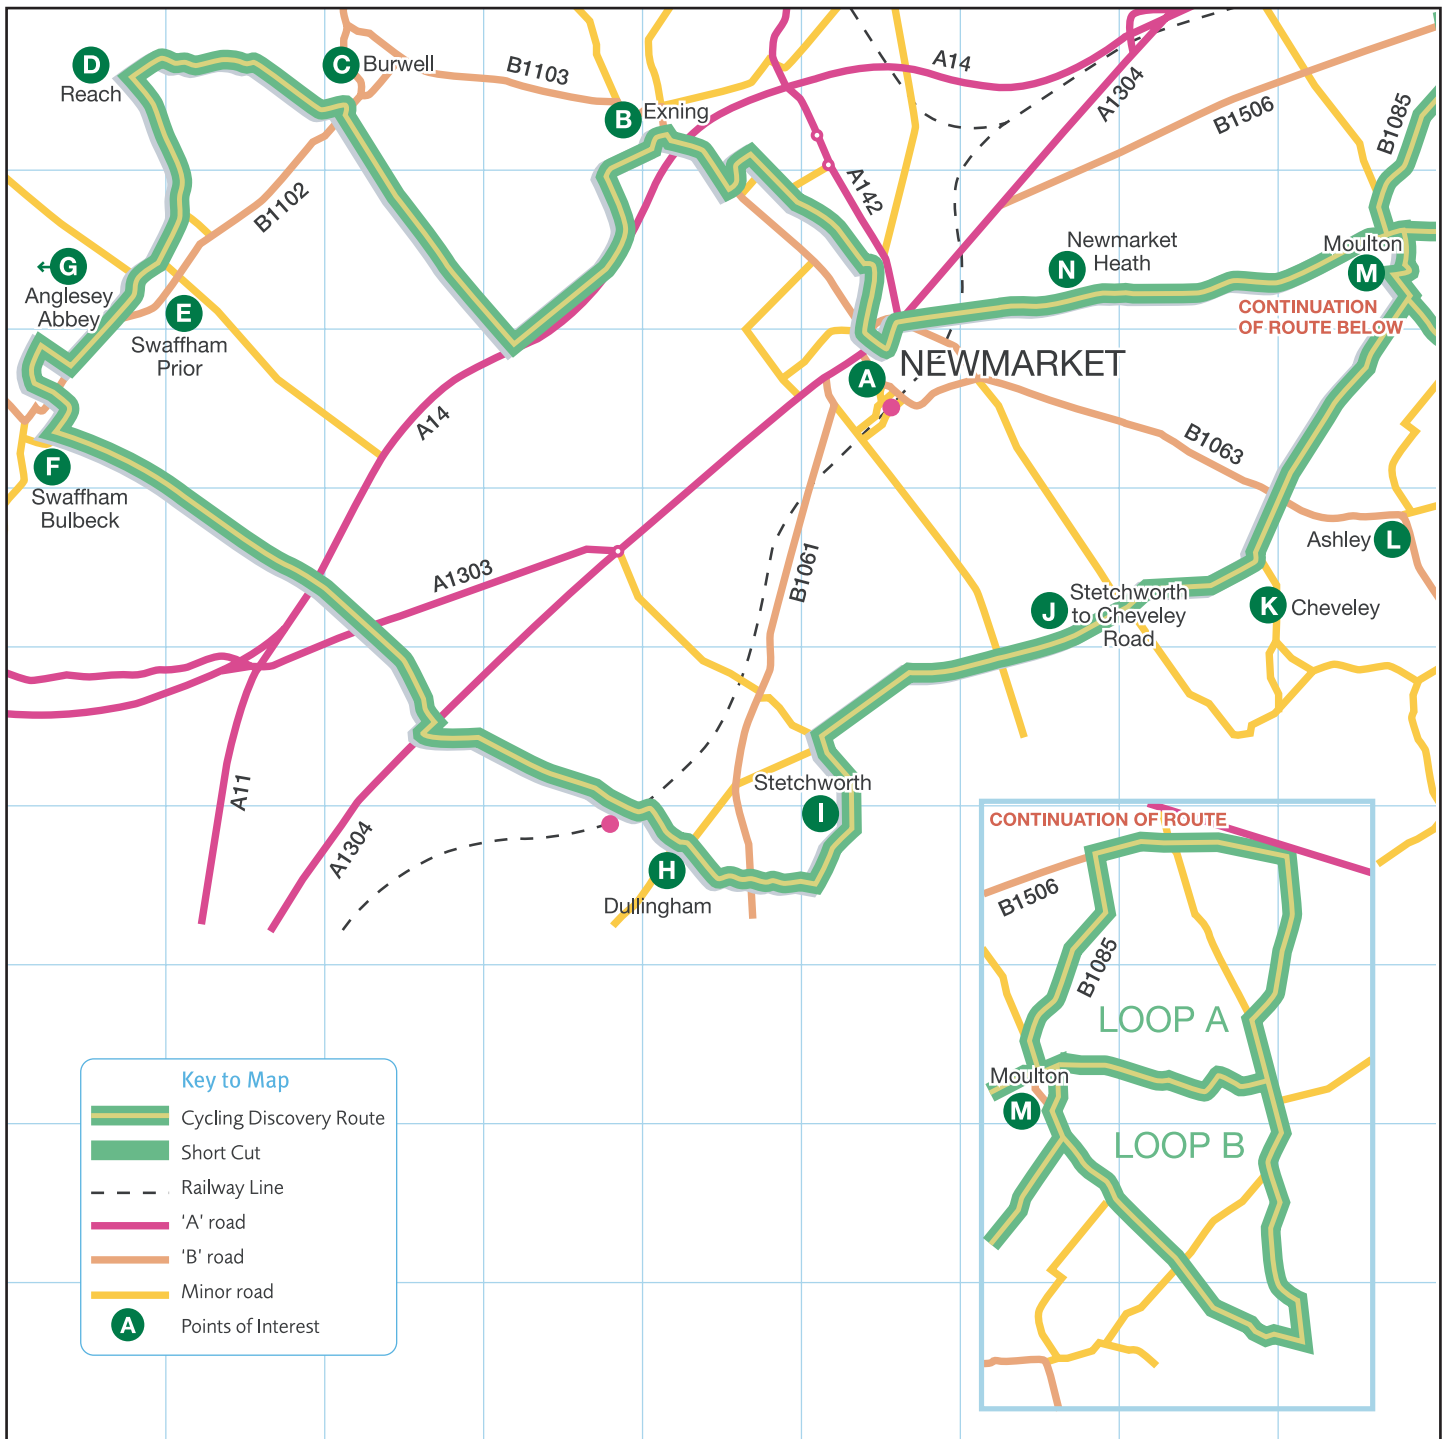 D
Reach
C
Burwell
B1103
B
Exning
A14
A1304
B1506
B1085
B1102
A142
←G
Anglesey
Abbey
E
Swaffham
Prior
N
Newmarket
Heath
Moulton
M
CONTINUATION
OF ROUTE BELOW
NEWMARKET
A
A14
B1063
F
Swaffham
Bulbeck
A1303
B1061
Ashley
L
J
Stetchworth
to Cheveley
Road
K
Cheveley
A11
A1304
Stetchworth
I
H
Dullingham
CONTINUATION OF ROUTE
B1506
B1085
LOOP A
Moulton
M
LOOP B
Key to Map
Cycling Discovery Route
Short Cut
Railway Line
'A' road
'B' road
Minor road
A
Points of Interest